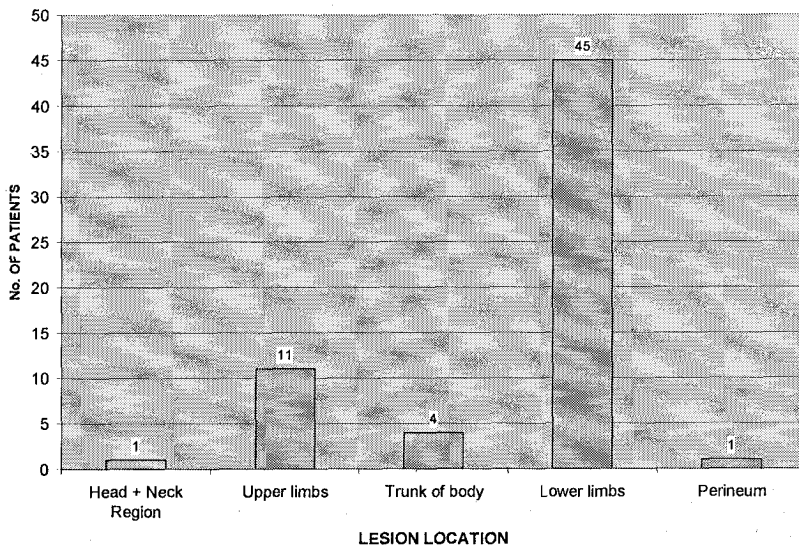 50
45
40
35
30
25
20
15
10
5
0
No. OF PATIENTS
1
11
4
45
1
Head + Neck
Region
Upper limbs
Trunk of body
Lower limbs
Perineum
LESION LOCATION